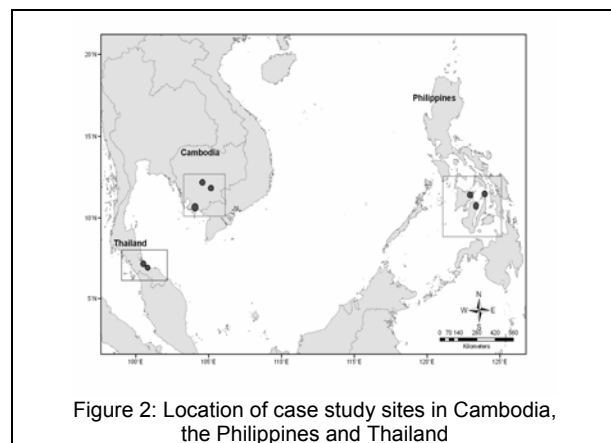 20°N
Philippines
15°N
Cambodia
10°N
Thailand
5°N
N
W E
S
0 70 140 280 420 560
Kilometers
100°E 105°E 110°E 115°E 120°E 125°E
Figure 2: Location of case study sites in Cambodia,
the Philippines and Thailand